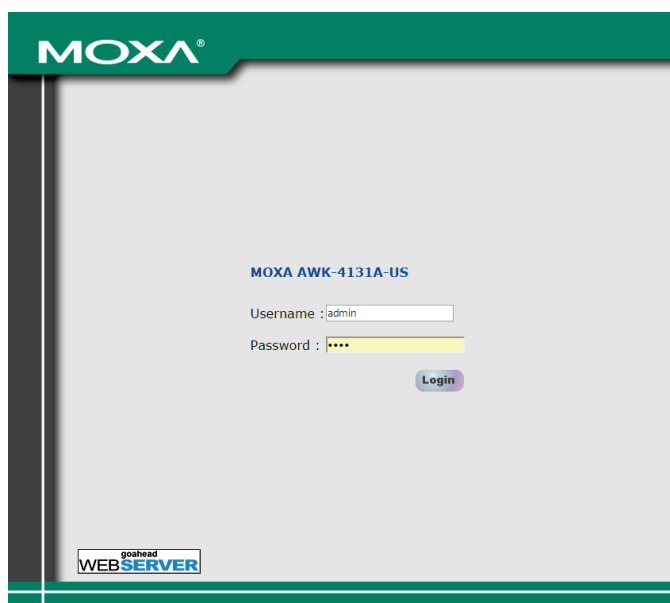 MOXA®
MOXA AWK-4131A-US
Username : admin
Password : ••••
Login
goahead
WEBSERVER